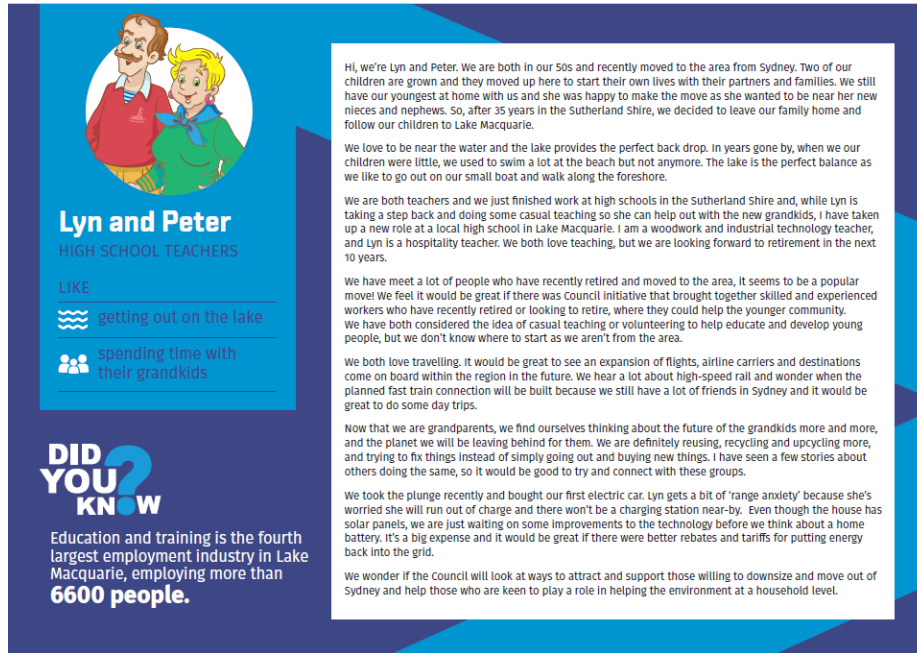 Lyn and Peter
HIGH SCHOOL TEACHERS
LIKE
getting out on the lake
spending time with
their grandkids
DID
YOU?
KNOW
Education and training is the fourth
largest employment industry in Lake
Macquarie, employing more than
6600 people.
Hi, we're Lyn and Peter. We are both in our 50s and recently moved to the area from Sydney. Two of our
children are grown and they moved up here to start their own lives with their partners and families. We still
have our youngest at home with us and she was happy to make the move as she wanted to be near her new
nieces and nephews. So, after 35 years in the Sutherland Shire, we decided to leave our family home and
follow our children to Lake Macquarie.
We love to be near the water and the lake provides the perfect back drop. In years gone by, when we our
children were little, we used to swim a lot at the beach but not anymore. The lake is the perfect balance as
we like to go out on our small boat and walk along the foreshore.
We are both teachers and we just finished work at high schools in the Sutherland Shire and, while Lyn is
taking a step back and doing some casual teaching so she can help out with the new grandkids, I have taken
up a new role at a local high school in Lake Macquarie. I am a woodwork and industrial technology teacher,
and Lyn is a hospitality teacher. We both love teaching, but we are looking forward to retirement in the next
10 years.
We have meet a lot of people who have recently retired and moved to the area, it seems to be a popular
move! We feel it would be great if there was Council initiative that brought together skilled and experienced
workers who have recently retired or looking to retire, where they could help the younger community.
We have both considered the idea of casual teaching or volunteering to help educate and develop young
people, but we don't know where to start as we aren't from the area.
We both love travelling. It would be great to see an expansion of flights, airline carriers and destinations
come on board within the region in the future. We hear a lot about high-speed rail and wonder when the
planned fast train connection will be built because we still have a lot of friends in Sydney and it would be
great to do some day trips.
Now that we are grandparents, we find ourselves thinking about the future of the grandkids more and more,
and the planet we will be leaving behind for them. We are definitely reusing, recycling and upcycling more,
and trying to fix things instead of simply going out and buying new things. I have seen a few stories about
others doing the same, so it would be good to try and connect with these groups.
We took the plunge recently and bought our first electric car. Lyn gets a bit of 'range anxiety' because she's
worried she will run out of charge and there won't be a charging station near-by. Even though the house has
solar panels, we are just waiting on some improvements to the technology before we think about a home
battery. It's a big expense and it would be great if there were better rebates and tariffs for putting energy
back into the grid.
We wonder if the Council will look at ways to attract and support those willing to downsize and move out of
Sydney and help those who are keen to play a role in helping the environment at a household level.